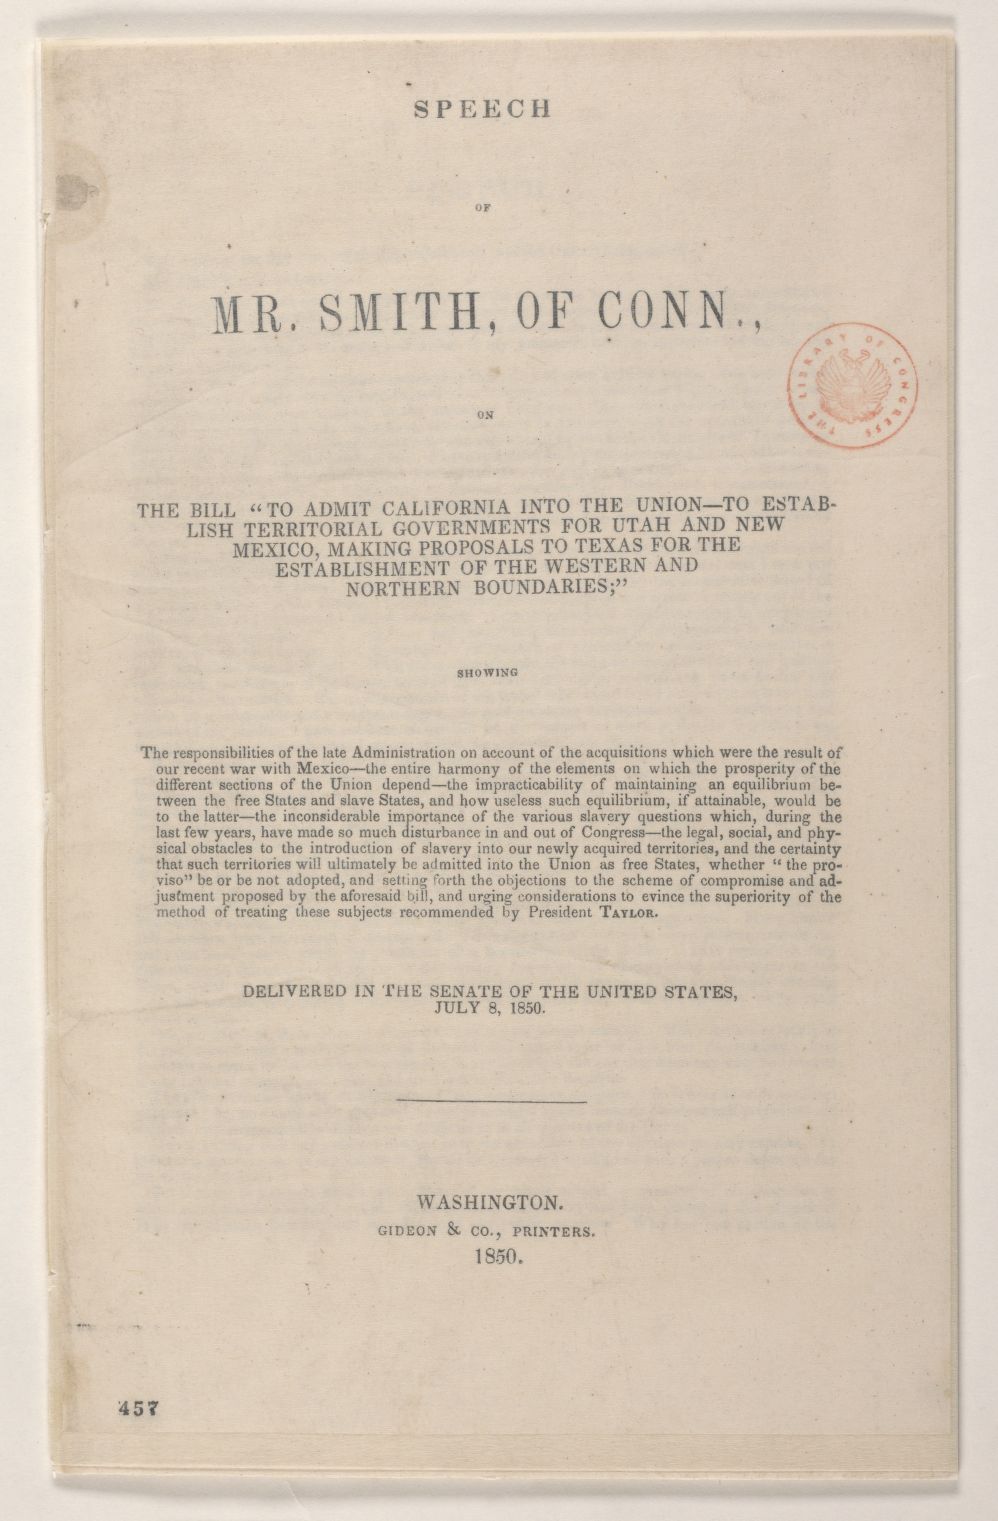 SPEECH
OF
MR. SMITH, OF CONN.,
THE LIBRARY OF CONGRESS
ON
THE BILL “TO ADMIT CALIFORNIA INTO THE UNION—TO ESTAB-
LISH TERRITORIAL GOVERNMENTS FOR UTAH AND NEW
MEXICO, MAKING PROPOSALS TO TEXAS FOR THE
ESTABLISHMENT OF THE WESTERN AND
NORTHERN BOUNDARIES;”
SHOWING
The responsibilities of the late Administration on account of the acquisitions which were the result of
our recent war with Mexico—the entire harmony of the elements on which the prosperity of the
different sections of the Union depend—the impracticability of maintaining an equilibrium be-
tween the free States and slave States, and how useless such equilibrium, if attainable, would be
to the latter—the inconsiderable importance of the various slavery questions which, during the
last few years, have made so much disturbance in and out of Congress—the legal, social, and phy-
sical obstacles to the introduction of slavery into our newly acquired territories, and the certainty
that such territories will ultimately be admitted into the Union as free States, whether “ the pro-
viso” be or be not adopted, and setting forth the objections to the scheme of compromise and ad-
justment proposed by the aforesaid bill, and urging considerations to evince the superiority of the
method of treating these subjects recommended by President TAYLOR.
DELIVERED IN THE SENATE OF THE UNITED STATES,
JULY 8, 1850.
WASHINGTON.
GIDEON & CO., PRINTERS.
1850.
457